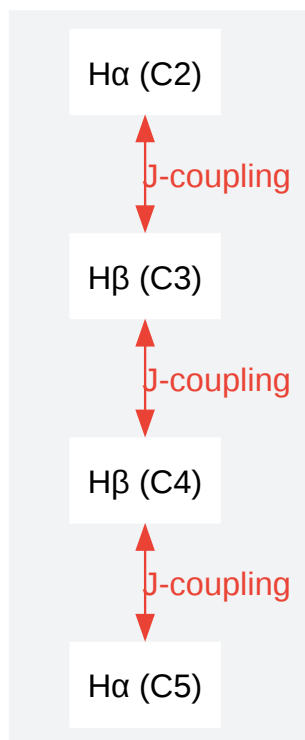 Hα (C2)
J-coupling
Hβ (C3)
J-coupling
Hβ (C4)
J-coupling
Hα (C5)